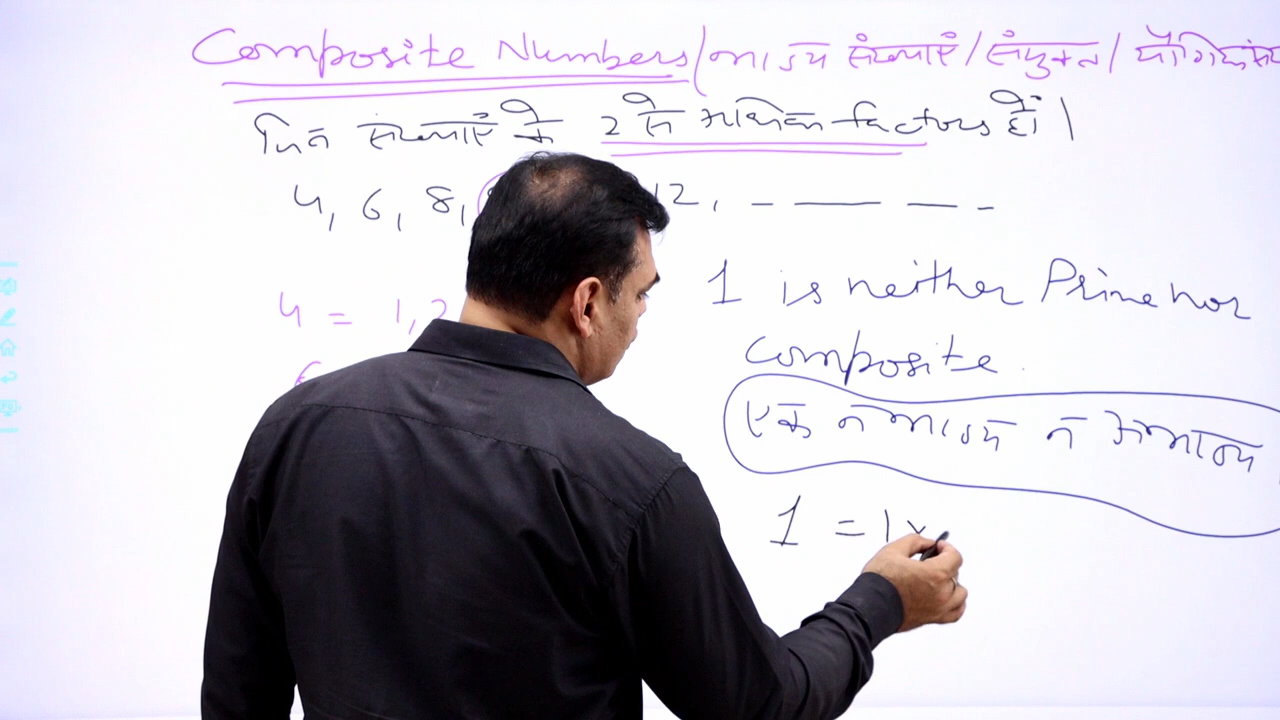 Composite Numbers/भाज्य संख्याएं/संयुक्त/यौगिक
जिन संख्याएं के 2 से अधिक factors हों।
4, 6, 8, 12, – — – -
1 is neither Prime nor
composite.
एक न भाज्य न अभाज्य
4 = 1,2
1 = 1×